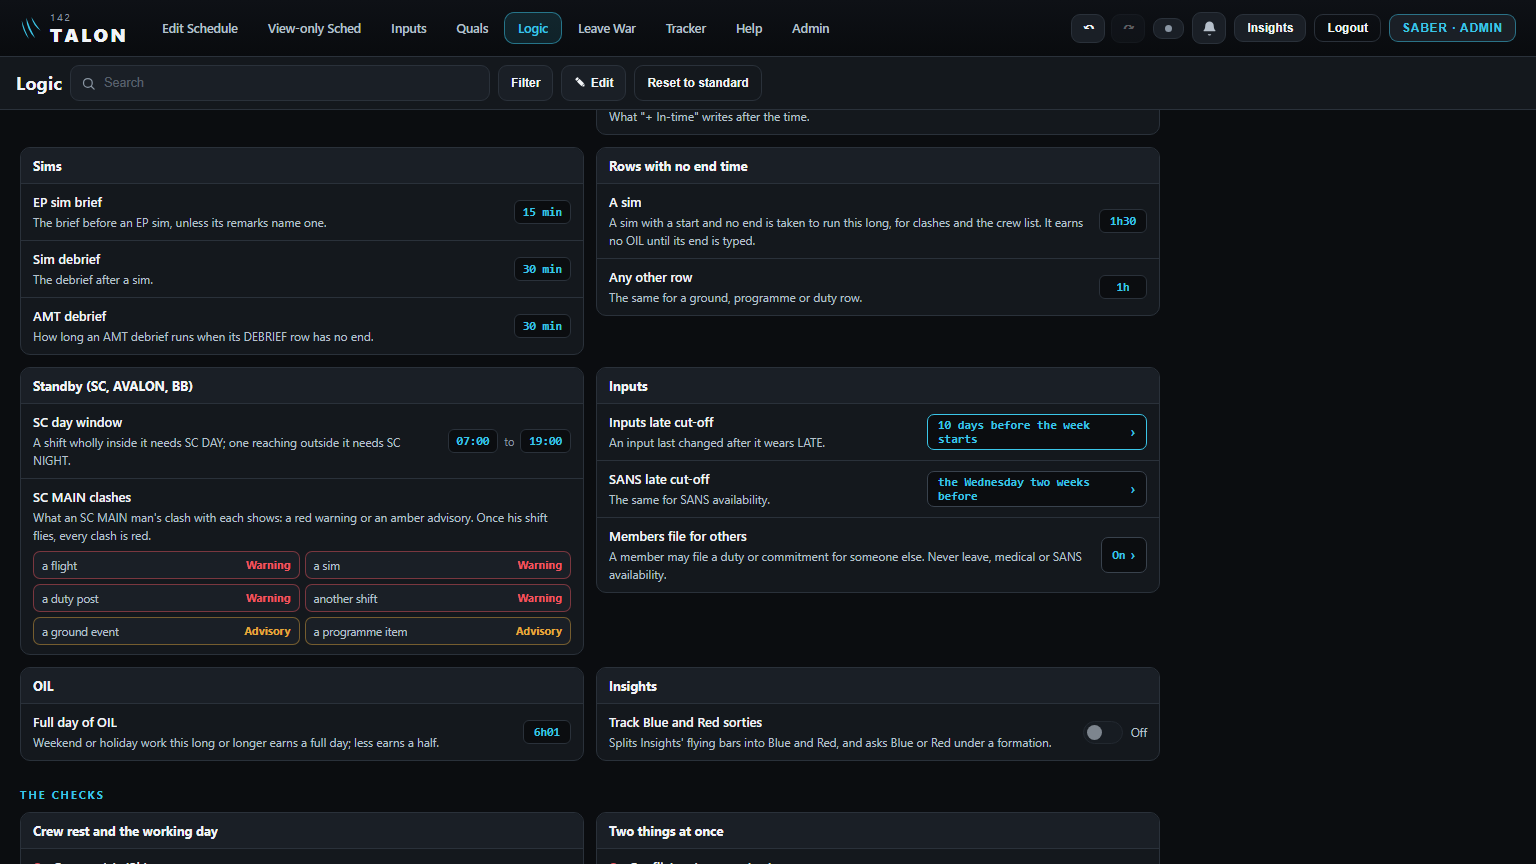 142
TALON
Edit Schedule
View-only Sched
Inputs
Quals
Logic
Leave War
Tracker
Help
Admin
Insights
Logout
SABER · ADMIN
Logic
Search
Filter
Edit
Reset to standard
What "+ In-time" writes after the time.
Sims
EP sim brief
The brief before an EP sim, unless its remarks name one.
15 min
Sim debrief
The debrief after a sim.
30 min
AMT debrief
How long an AMT debrief runs when its DEBRIEF row has no end.
30 min
Rows with no end time
A sim
A sim with a start and no end is taken to run this long, for clashes and the crew list. It earns
no OIL until its end is typed.
1h30
Any other row
The same for a ground, programme or duty row.
1h
Standby (SC, AVALON, BB)
SC day window
A shift wholly inside it needs SC DAY; one reaching outside it needs SC
NIGHT.
07:00 to 19:00
SC MAIN clashes
What an SC MAIN man's clash with each shows: a red warning or an amber advisory. Once his shift
flies, every clash is red.
a flight Warning
a sim Warning
a duty post Warning
another shift Warning
a ground event Advisory
a programme item Advisory
Inputs
Inputs late cut-off
An input last changed after it wears LATE.
10 days before the week
starts
SANS late cut-off
The same for SANS availability.
the Wednesday two weeks
before
Members file for others
A member may file a duty or commitment for someone else. Never leave, medical or SANS
availability.
On
OIL
Full day of OIL
Weekend or holiday work this long or longer earns a full day; less earns a half.
6h01
Insights
Track Blue and Red sorties
Splits Insights' flying bars into Blue and Red, and asks Blue or Red under a formation.
Off
THE CHECKS
Crew rest and the working day
Two things at once